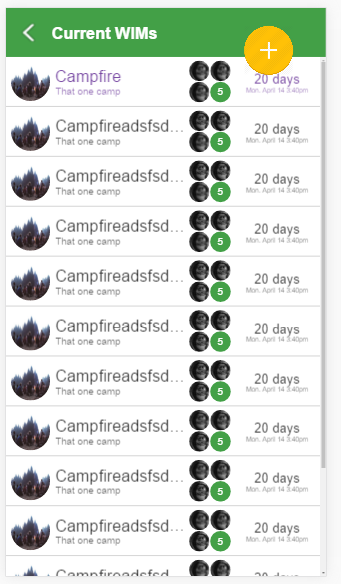 Current WIMs
Campfire
That one camp
5
20 days
Mon. April 14 3:40pm
Campfireadsfsd...
That one camp
5
20 days
Mon. April 14 3:40pm
Campfireadsfsd...
That one camp
5
20 days
Mon. April 14 3:40pm
Campfireadsfsd...
That one camp
5
20 days
Mon. April 14 3:40pm
Campfireadsfsd...
That one camp
5
20 days
Mon. April 14 3:40pm
Campfireadsfsd...
That one camp
5
20 days
Mon. April 14 3:40pm
Campfireadsfsd...
That one camp
5
20 days
Mon. April 14 3:40pm
Campfireadsfsd...
That one camp
5
20 days
Mon. April 14 3:40pm
Campfireadsfsd...
That one camp
5
20 days
Mon. April 14 3:40pm
Campfireadsfsd...
That one camp
5
20 days
Mon. April 14 3:40pm